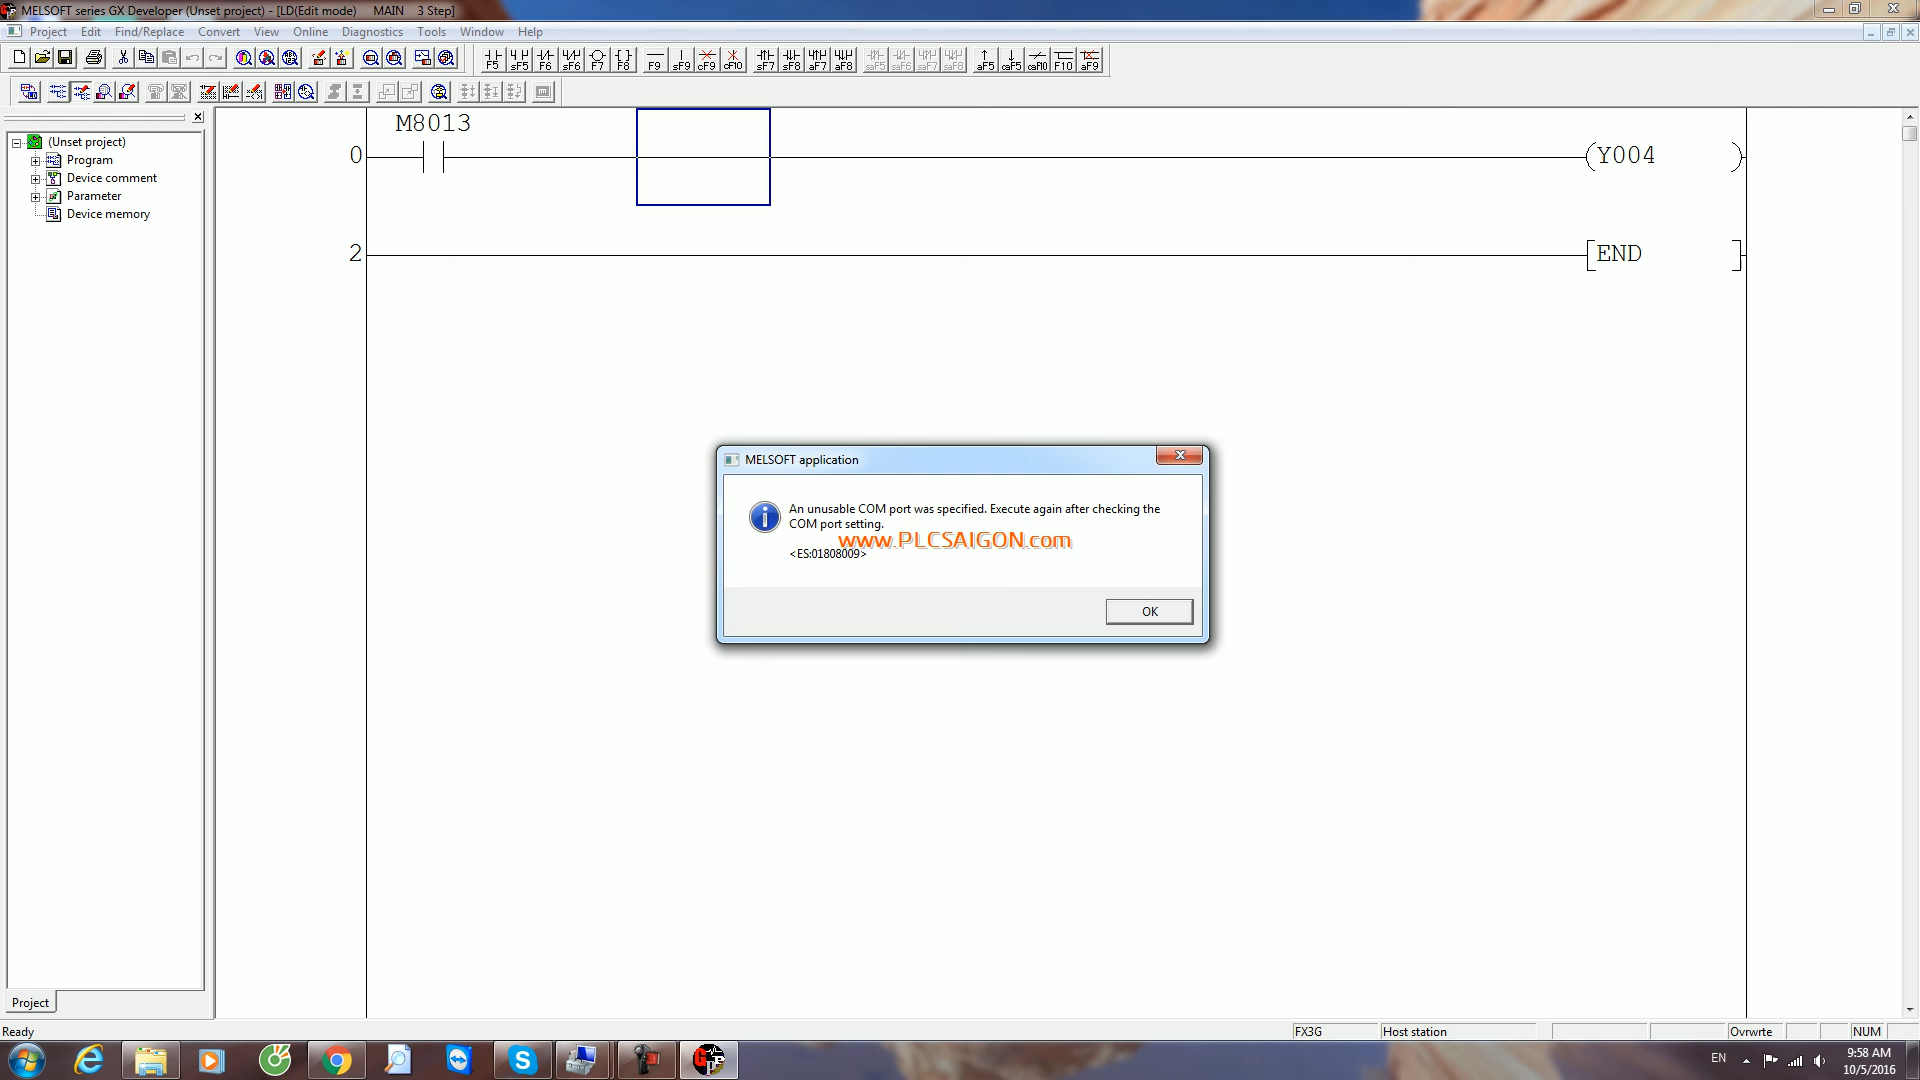 MELSOFT series GX Developer (Unset project) - [LD(Edit mode) MAIN 3 Step]
Project Edit Find/Replace Convert View Online Diagnostics Tools Window Help
F5 sF5 F6 sF6 F7 F8 F9 sF9 cF9 cF10 sF7 sF8 aF7 aF8 saF5 saF6 saF7 saF8 aF5 caF5 caF10 F10 aF9
(Unset project)
Program
Device comment
Parameter
Device memory
M8013
0
Y004
2
END
MELSOFT application
An unusable COM port was specified. Execute again after checking the
COM port setting.
www.PLCSAIGON.com
<ES:01808009>
OK
Project
Ready
FX3G
Host station
Ovrwrte
NUM
EN
9:58 AM
10/5/2016